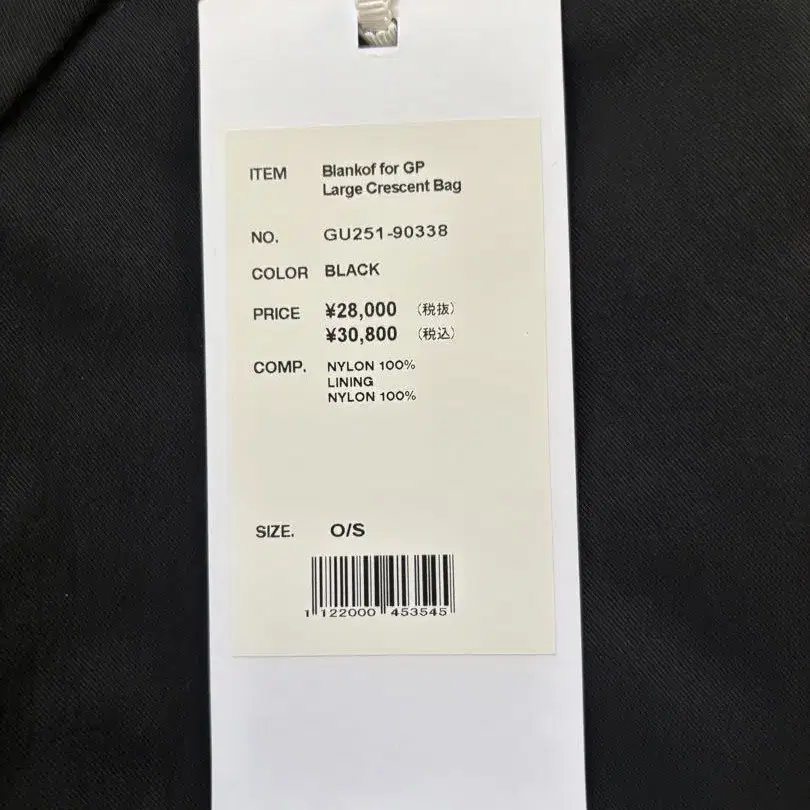 ITEM Blankof for GP
Large Crescent Bag
NO. GU251-90338
COLOR BLACK
PRICE ¥28,000 (税抜)
¥30,800 (税込)
COMP. NYLON 100%
LINING
NYLON 100%
SIZE. O/S
1 122000 453545